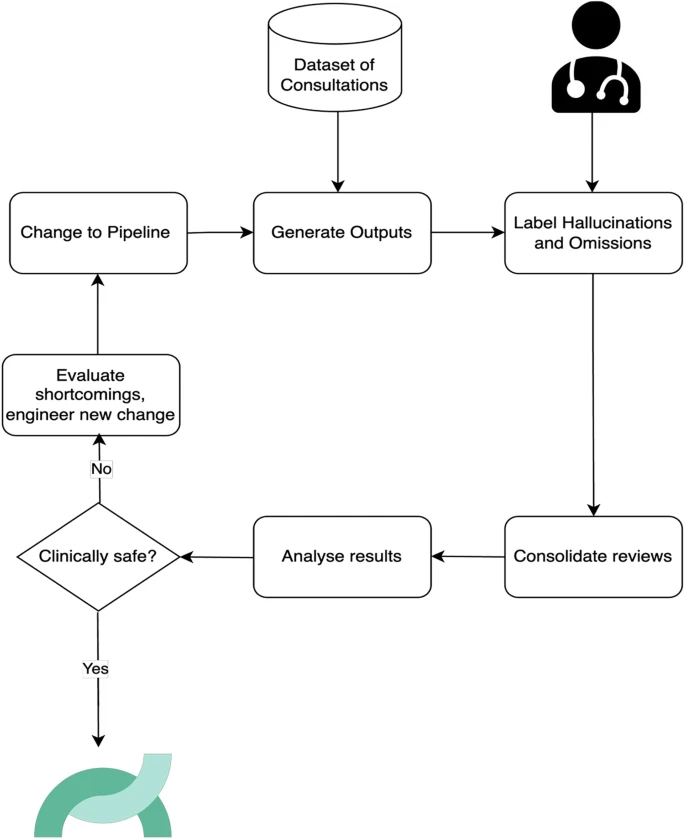 Dataset of
Consultations
Change to Pipeline
Generate Outputs
Label Hallucinations
and Omissions
Evaluate
shortcomings,
engineer new change
No
Clinically safe?
Analyse results
Consolidate reviews
Yes